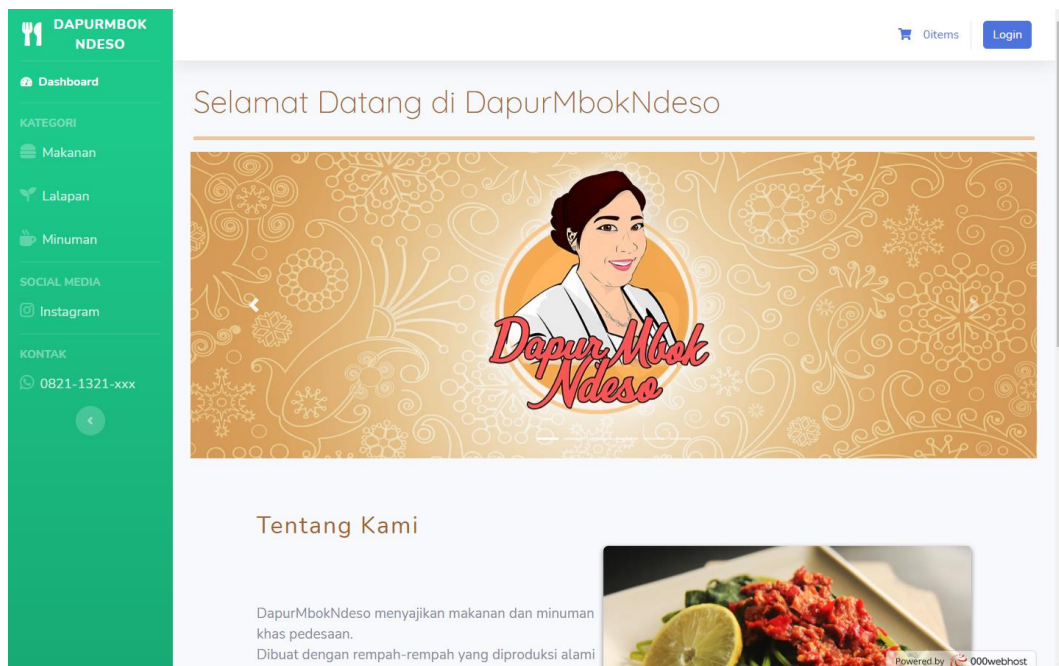 DAPURMBOK
NDESO
Dashboard
KATEGORI
Makanan
Lalapan
Minuman
SOCIAL MEDIA
Instagram
KONTAK
0821-1321-xxx
0items
Login
Selamat Datang di DapurMbokNdeso
Dapur Mbok
Ndeso
Tentang Kami
DapurMbokNdeso menyajikan makanan dan minuman
khas pedesaan.
Dibuat dengan rempah-rempah yang diproduksi alami
Powered by 000webhost